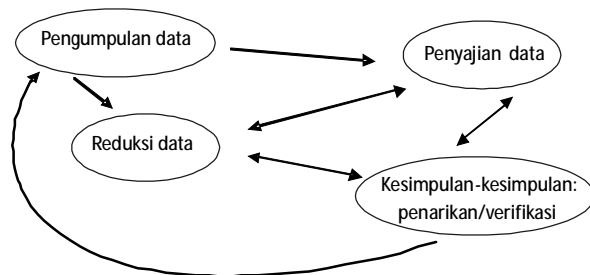 Pengumpulan data
Penyajian data
Reduksi data
Kesimpulan-kesimpulan:
penarikan/verifikasi